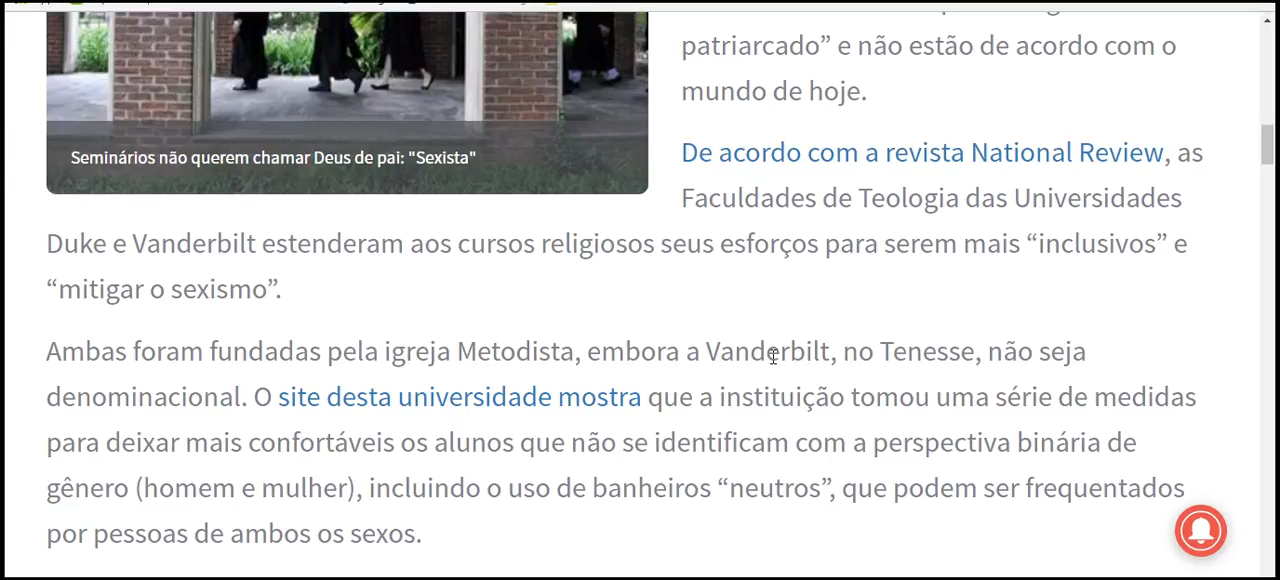 patriarcado” e não estão de acordo com o
mundo de hoje.
Seminários não querem chamar Deus de pai: "Sexista"
De acordo com a revista National Review, as
Faculdades de Teologia das Universidades
Duke e Vanderbilt estenderam aos cursos religiosos seus esforços para serem mais “inclusivos” e
“mitigar o sexismo”.
Ambas foram fundadas pela igreja Metodista, embora a Vanderbilt, no Tenesse, não seja
denominacional. O site desta universidade mostra que a instituição tomou uma série de medidas
para deixar mais confortáveis os alunos que não se identificam com a perspectiva binária de
gênero (homem e mulher), incluindo o uso de banheiros “neutros”, que podem ser frequentados
por pessoas de ambos os sexos.